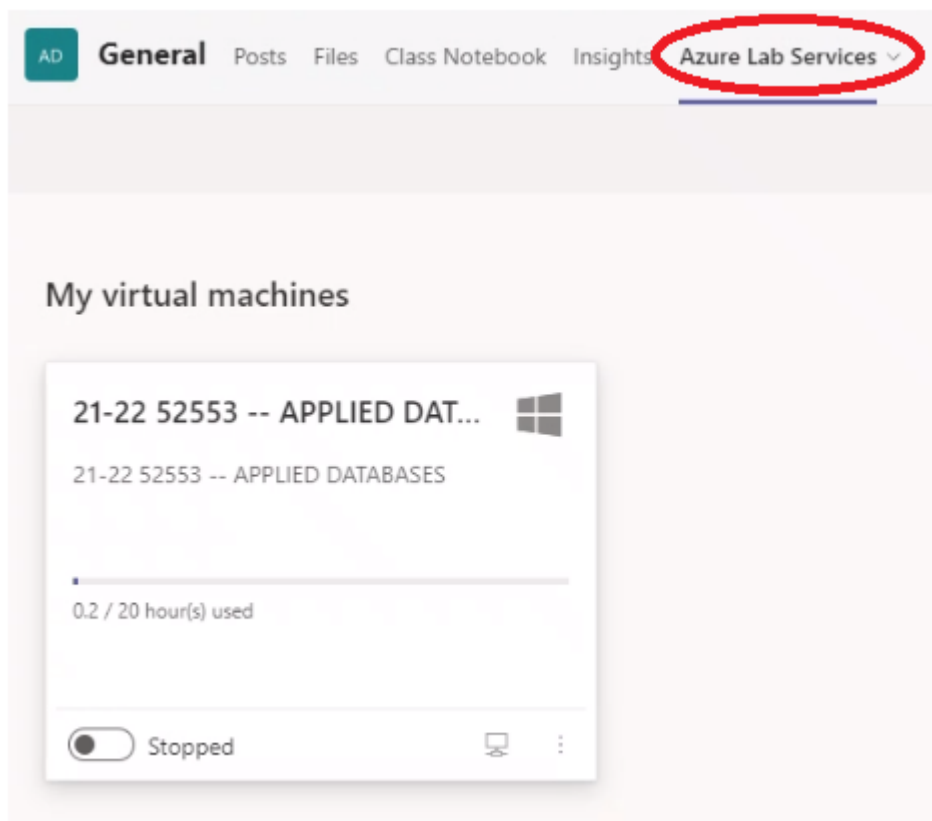 AD General Posts Files Class Notebook Insights Azure Lab Services
My virtual machines
21-22 52553 -- APPLIED DAT...
21-22 52553 -- APPLIED DATABASES
0.2 / 20 hour(s) used
Stopped